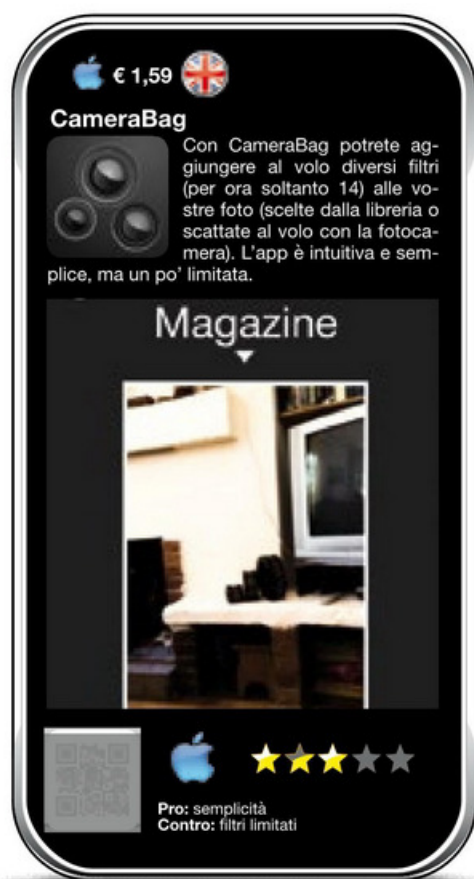 € 1,59
CameraBag
Con CameraBag potrete ag-
giungere al volo diversi filtri
(per ora soltanto 14) alle vo-
stre foto (scelte dalla libreria o
scattate al volo con la fotoca-
mera). L'app è intuitiva e sem-
plice, ma un po' limitata.
Magazine
Pro: semplicità
Contro: filtri limitati